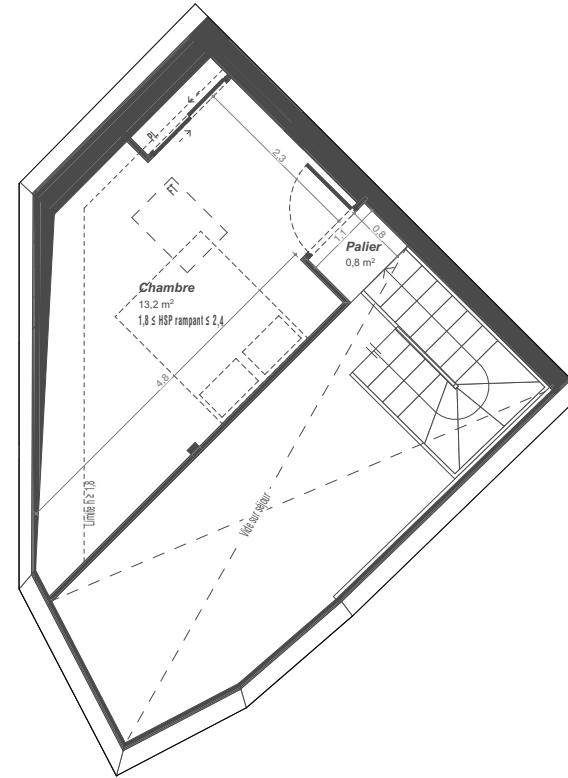 PL
2,3
FT
1,1
0,8
Palier
0,8 m²
Chambre
13,2 m²
1,8 ≤ HSP rampant ≤ 2,4
4,8
Limite h ≥ 1,8
Vide sur séjour